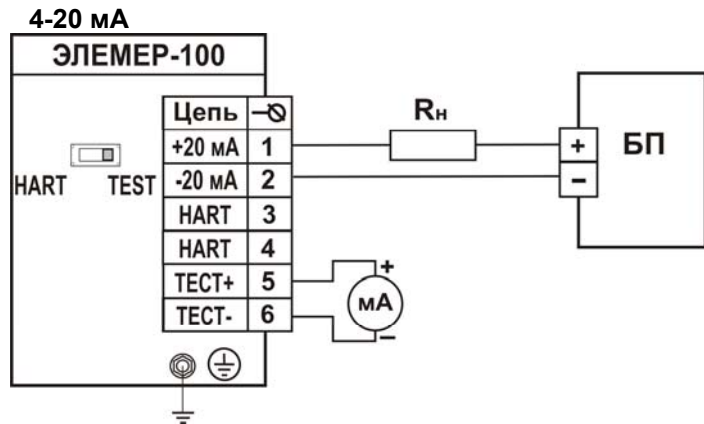 4-20 мА
ЭЛЕМЕР-100
Цепь
+20 мА 1
-20 мА 2
HART 3
HART 4
ТЕСТ+ 5
ТЕСТ- 6
HART TEST
Rн
+ БП
−
+
мА
−